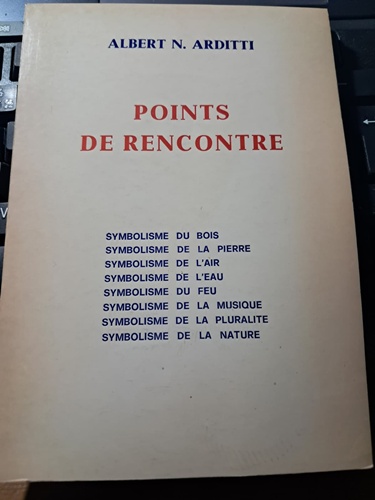 ALBERT N. ARDITTI
POINTS
DE RENCONTRE
SYMBOLISME DU BOIS
SYMBOLISME DE LA PIERRE
SYMBOLISME DE L'AIR
SYMBOLISME DE L'EAU
SYMBOLISME DU FEU
SYMBOLISME DE LA MUSIQUE
SYMBOLISME DE LA PLURALITE
SYMBOLISME DE LA NATURE